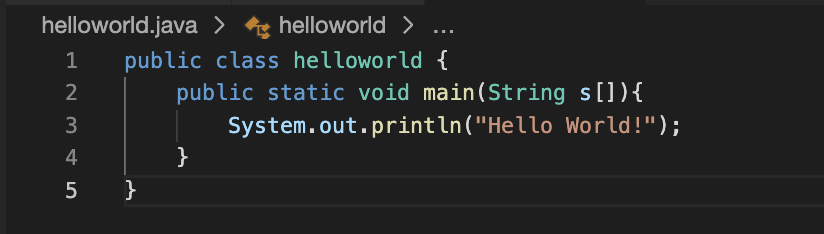 helloworld.java > helloworld > ...
1 public class helloworld {
2     public static void main(String s[]){
3         System.out.println("Hello World!");
4     }
5 }